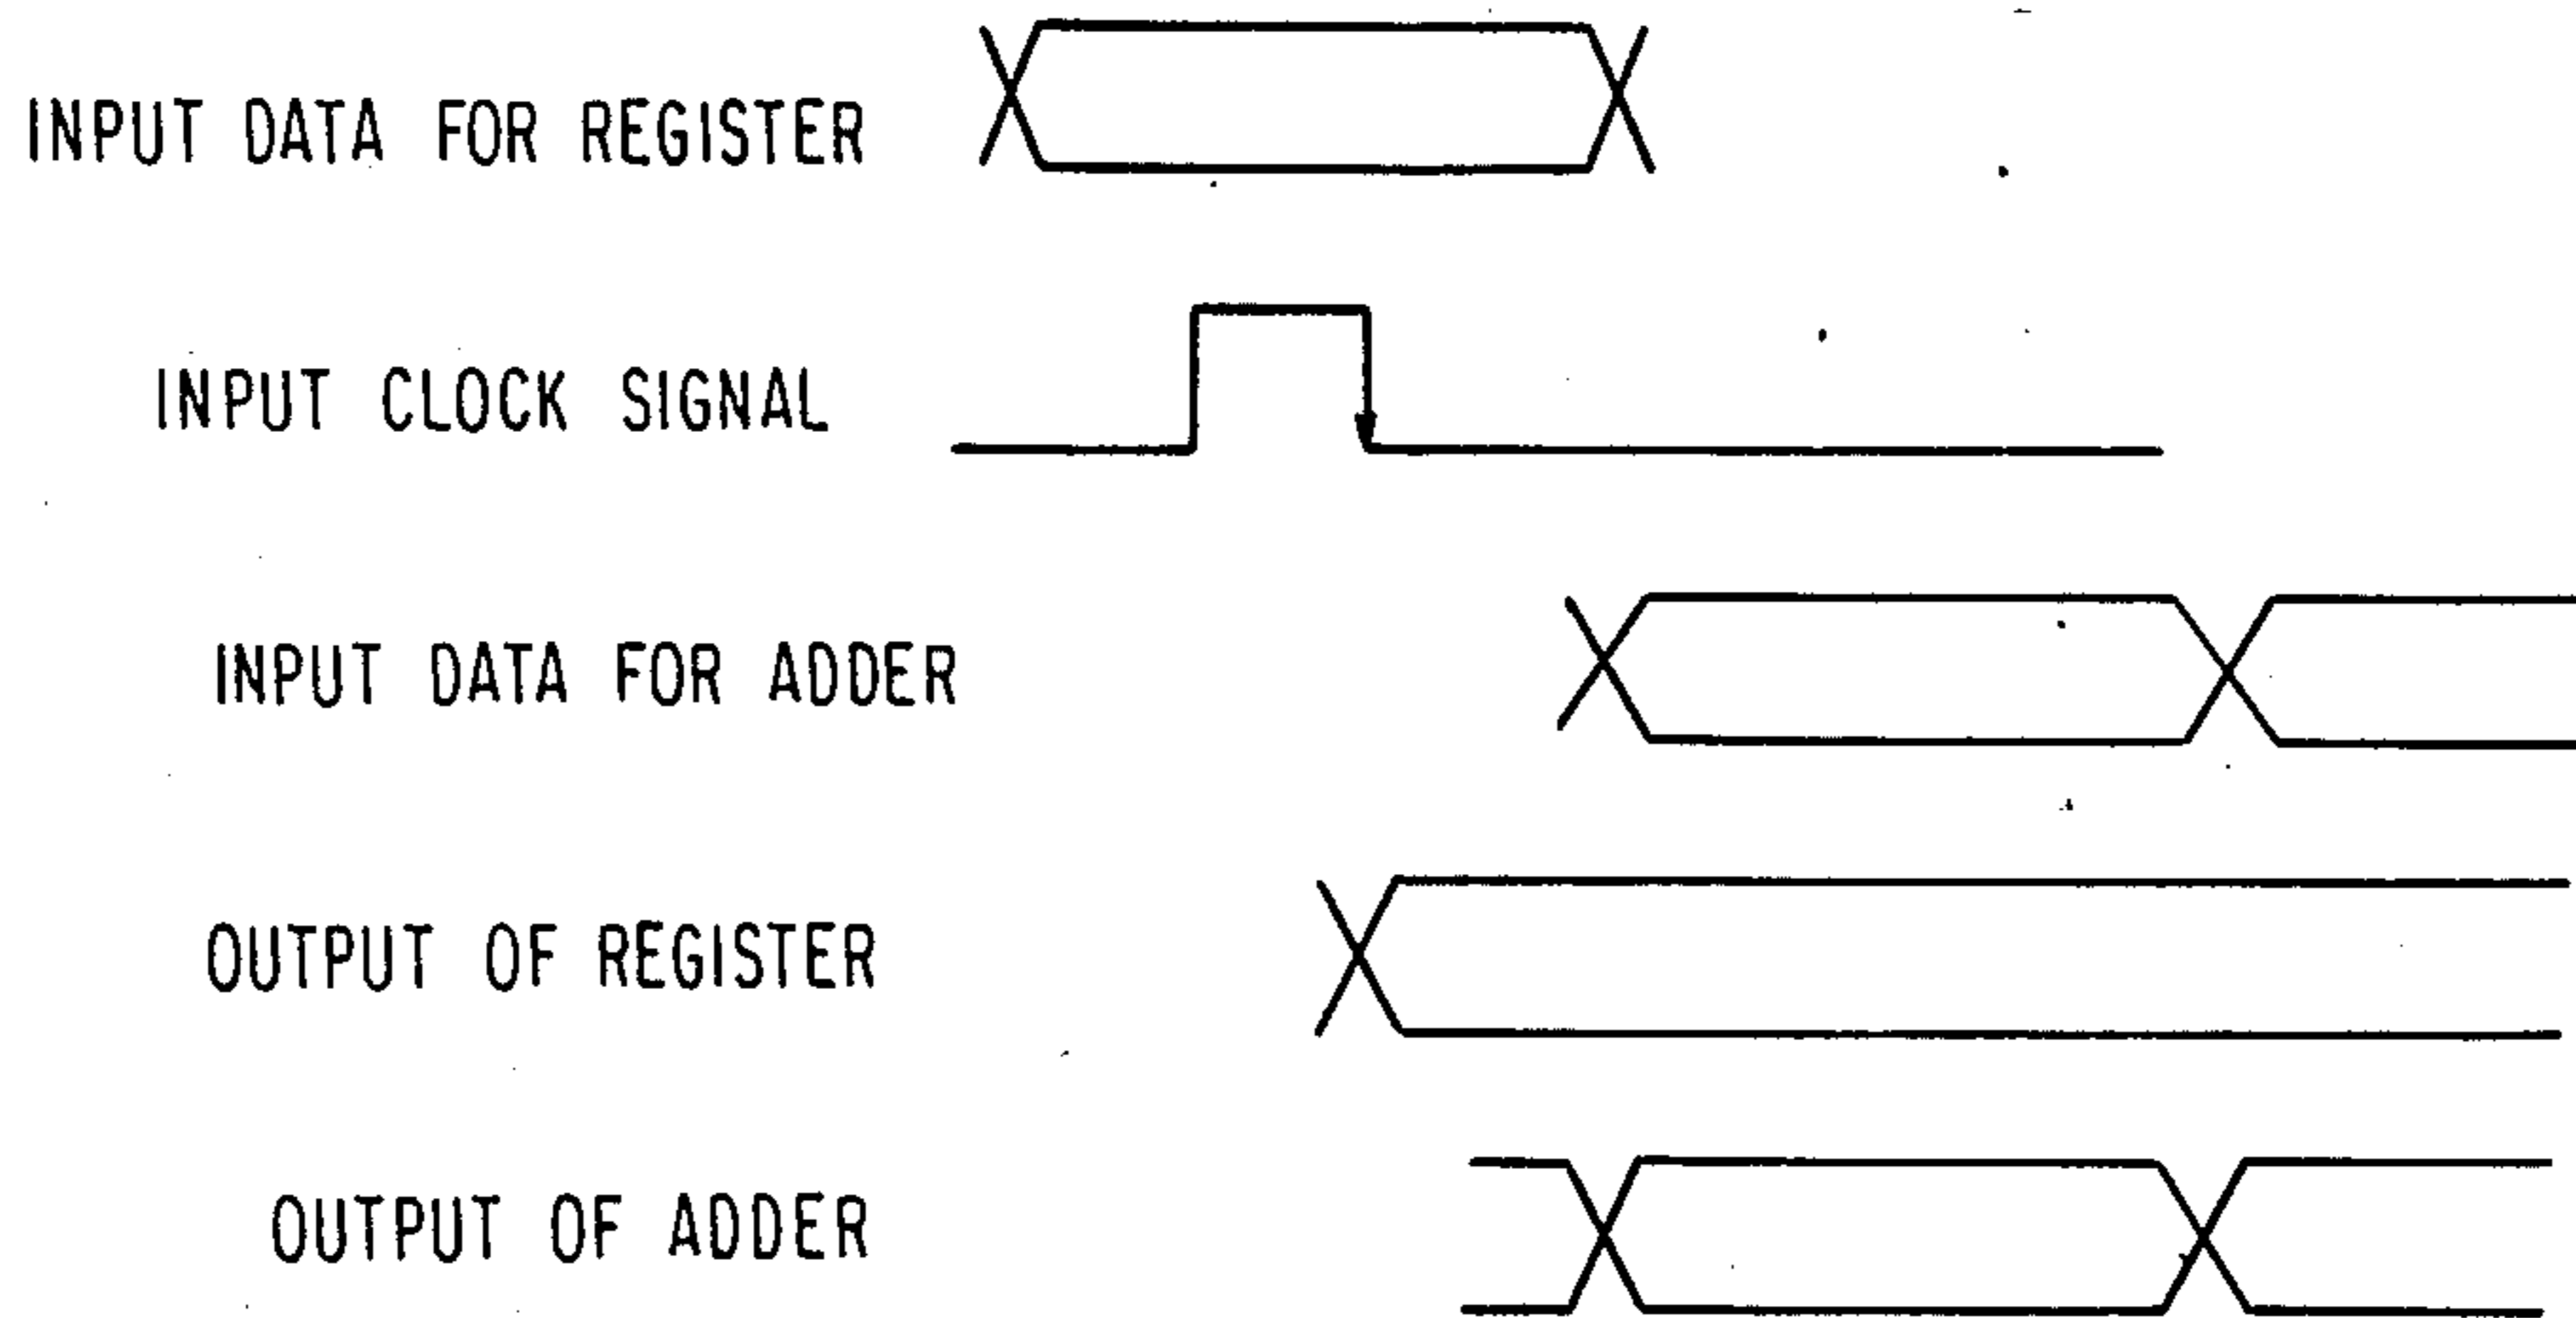 INPUT DATA FOR REGISTER
INPUT CLOCK SIGNAL
INPUT DATA FOR ADDER
OUTPUT OF REGISTER
OUTPUT OF ADDER